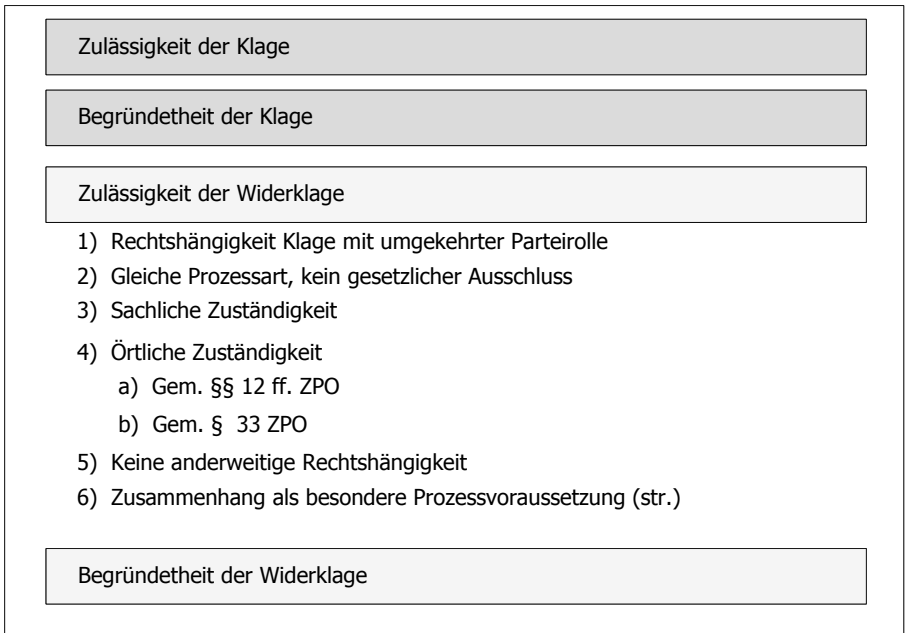 Zulässigkeit der Klage
Begründetheit der Klage
Zulässigkeit der Widerklage
1) Rechtshängigkeit Klage mit umgekehrter Parteirolle
2) Gleiche Prozessart, kein gesetzlicher Ausschluss
3) Sachliche Zuständigkeit
4) Örtliche Zuständigkeit
a) Gem. §§ 12 ff. ZPO
b) Gem. § 33 ZPO
5) Keine anderweitige Rechtshängigkeit
6) Zusammenhang als besondere Prozessvoraussetzung (str.)
Begründetheit der Widerklage